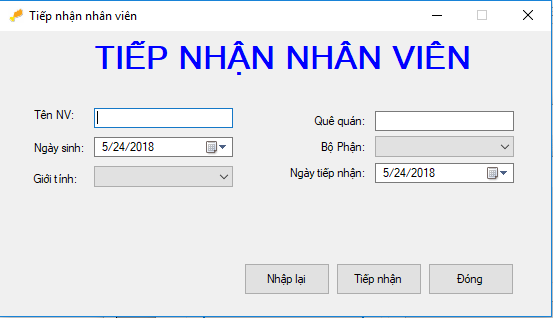 Tiếp nhận nhân viên
TIẾP NHẬN NHÂN VIÊN
Tên NV:
Quê quán:
Ngày sinh: 5/24/2018
Bộ Phận:
Giới tính:
Ngày tiếp nhận: 5/24/2018
Nhập lại Tiếp nhận Đóng